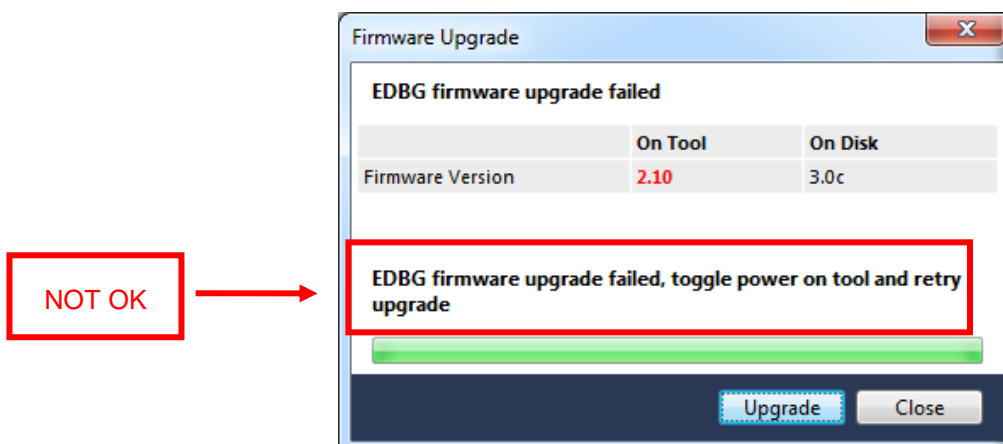 Firmware Upgrade
EDBG firmware upgrade failed
On Tool On Disk
Firmware Version 2.10 3.0c
NOT OK
EDBG firmware upgrade failed, toggle power on tool and retry
upgrade
Upgrade Close